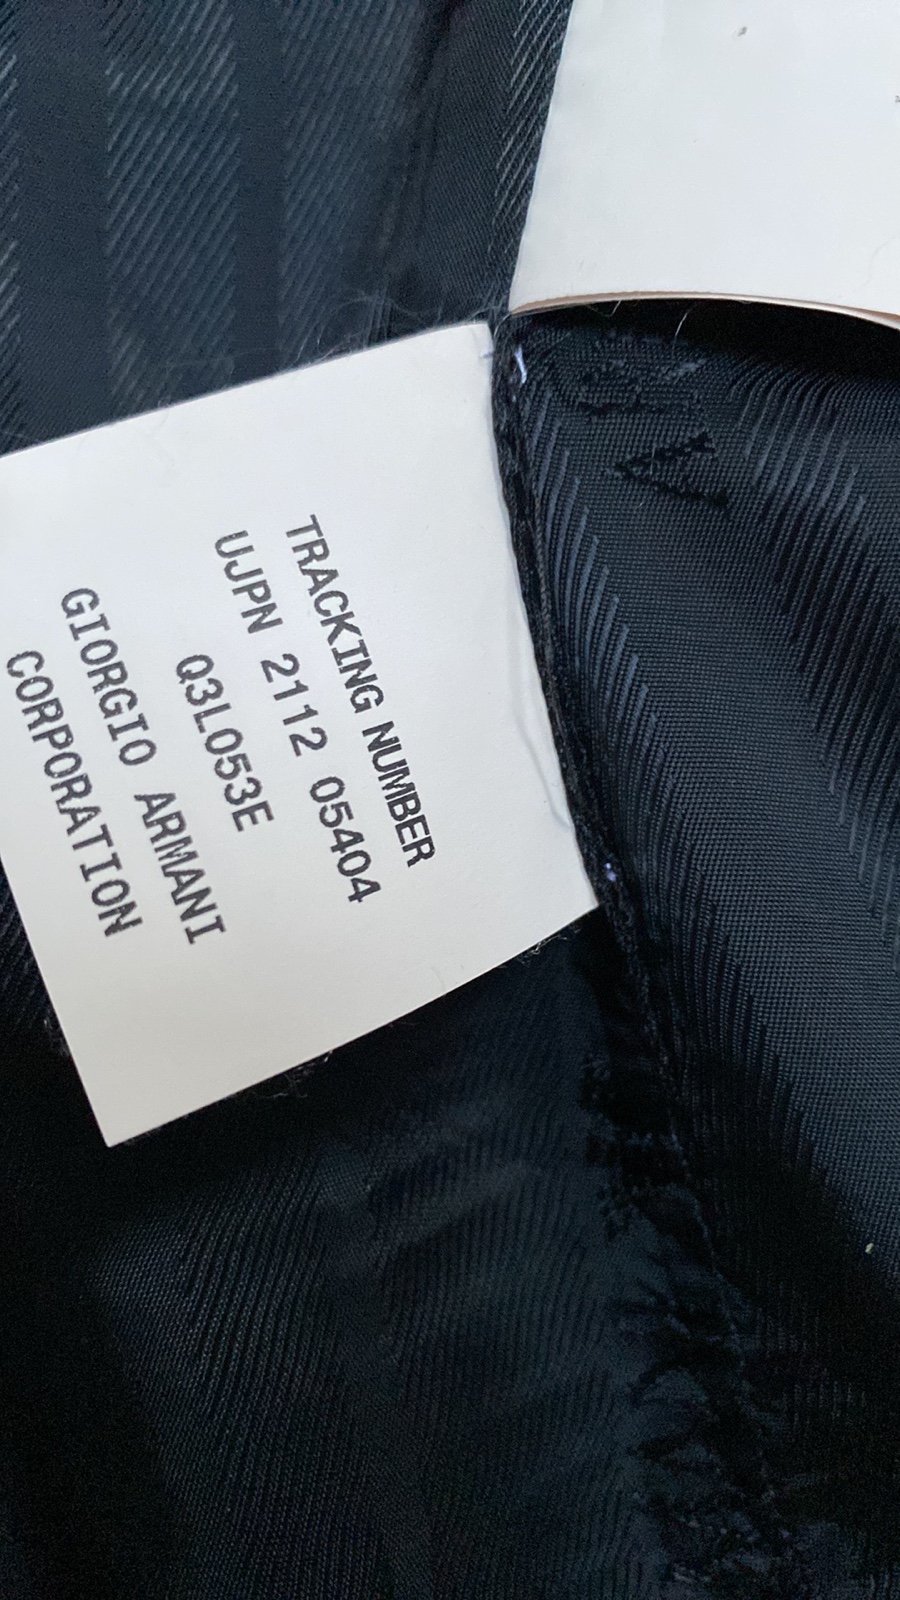 TRACKING NUMBER
UJPN 2112 05404
Q3L053E
GIORGIO ARMANI
CORPORATION